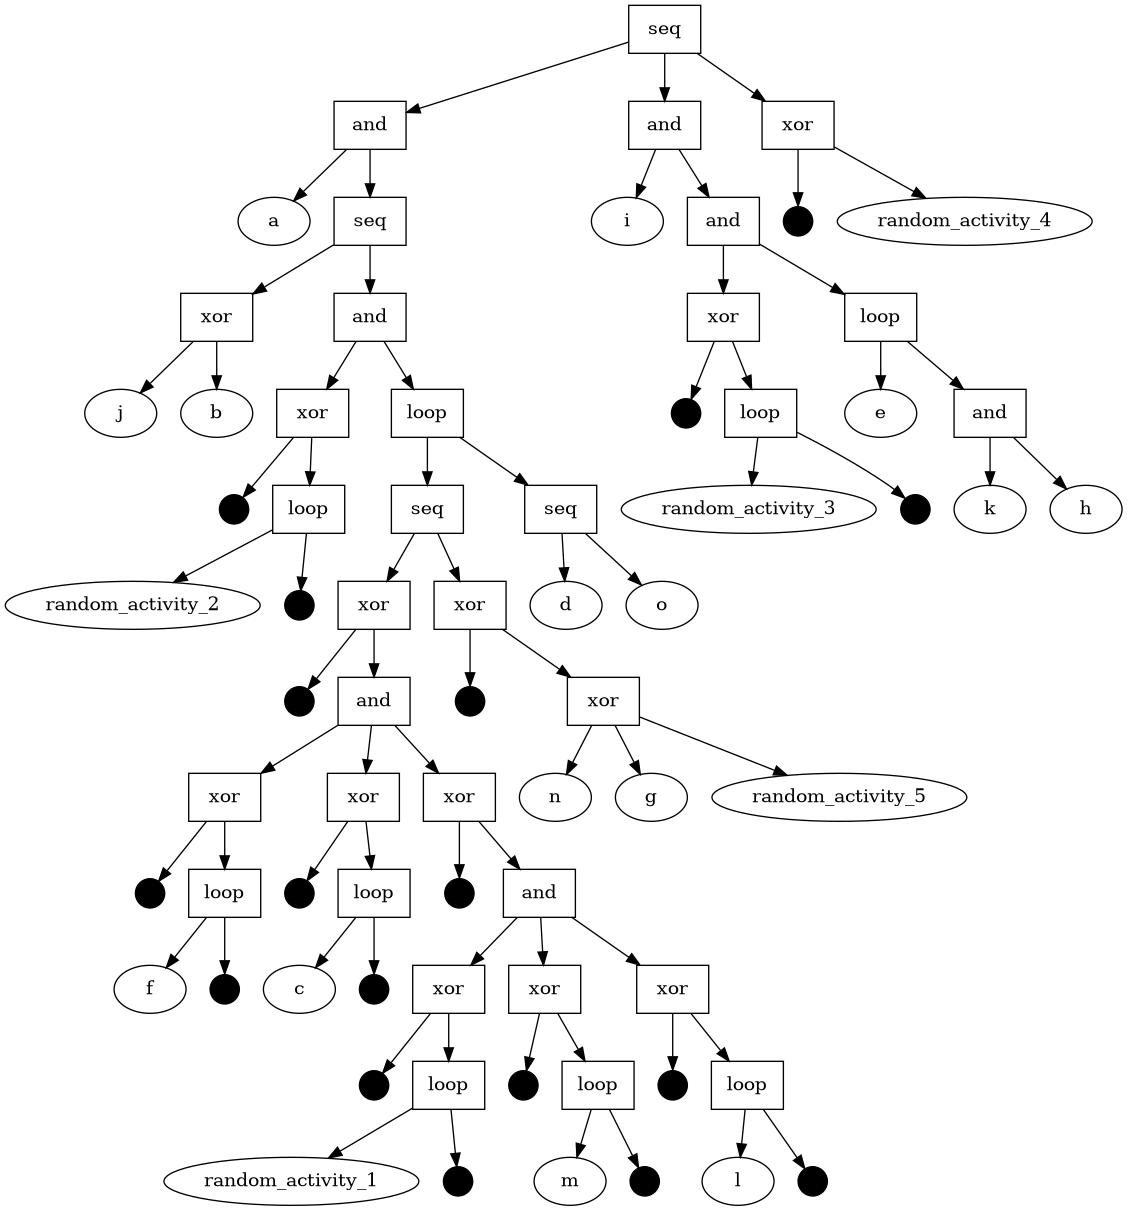 seq
and and xor
a seq i and random_activity_4
xor and xor loop
j b xor loop loop e and
loop seq seq random_activity_3 k h
random_activity_2 xor xor d o
and xor
xor xor xor n g random_activity_5
loop loop and
f c xor xor xor
loop loop loop
random_activity_1 m l